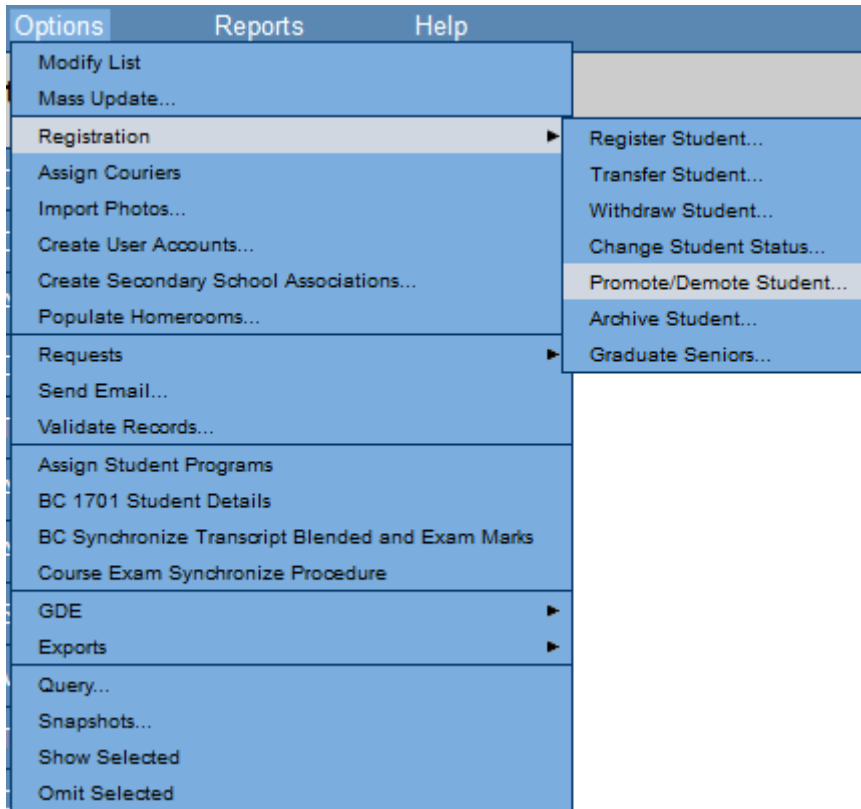 Options Reports Help
Modify List
Mass Update...
Registration
Assign Couriers
Import Photos...
Create User Accounts...
Create Secondary School Associations...
Populate Homerooms...
Requests
Send Email...
Validate Records...
Assign Student Programs
BC 1701 Student Details
BC Synchronize Transcript Blended and Exam Marks
Course Exam Synchronize Procedure
GDE
Exports
Query...
Snapshots...
Show Selected
Omit Selected
Register Student...
Transfer Student...
Withdraw Student...
Change Student Status...
Promote/Demote Student...
Archive Student...
Graduate Seniors...